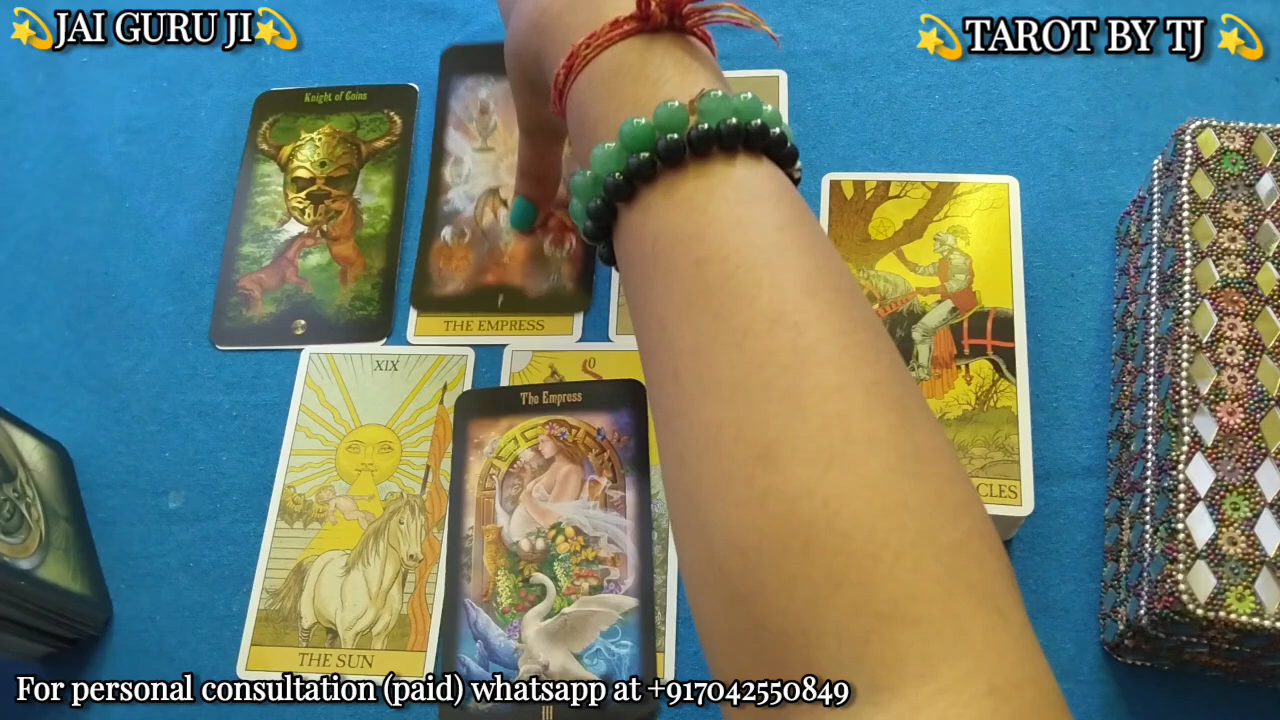 💫JAI GURU JI💫
💫TAROT BY TJ💫
Knight of Coins
THE EMPRESS
XIX
0
The Empress
CLES
THE SUN
III
For personal consultation (paid) whatsapp at +917042550849